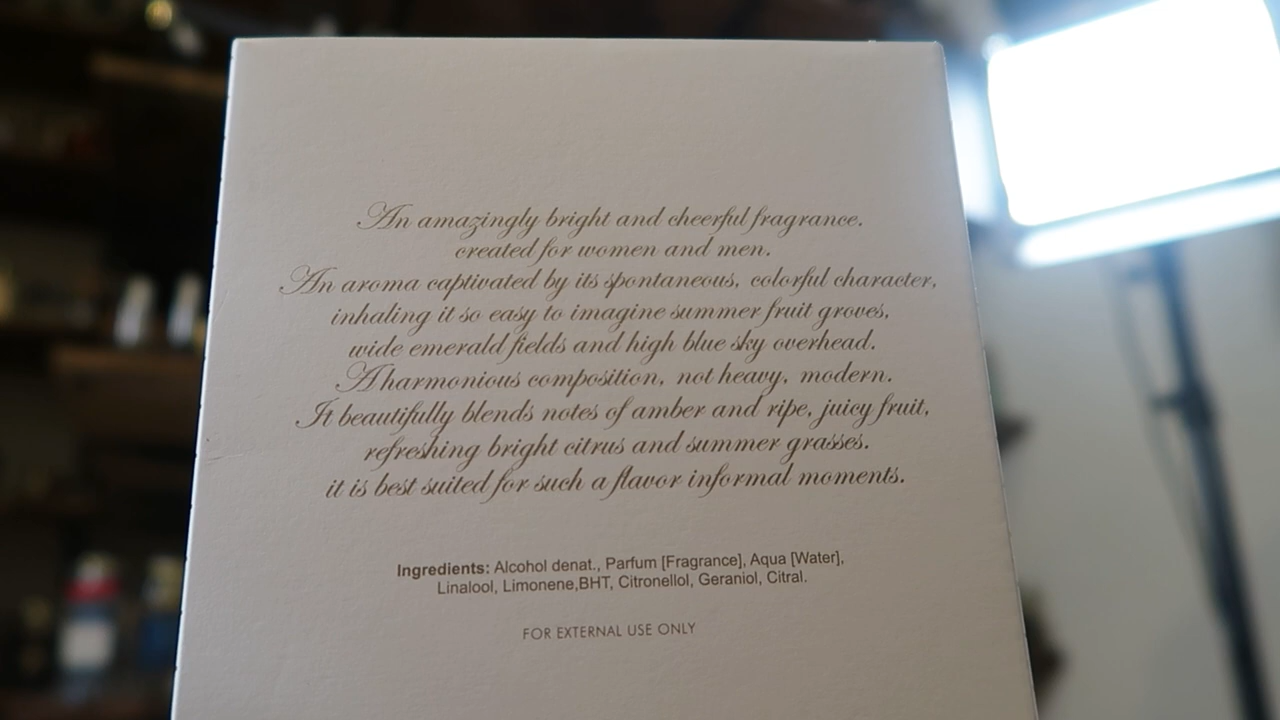 An amazingly bright and cheerful fragrance.
created for women and men.
An aroma captivated by its spontaneous, colorful character,
inhaling it so easy to imagine summer fruit groves,
wide emerald fields and high blue sky overhead.
A harmonious composition, not heavy, modern.
It beautifully blends notes of amber and ripe, juicy fruit,
refreshing bright citrus and summer grasses.
it is best suited for such a flavor informal moments.
Ingredients: Alcohol denat., Parfum [Fragrance], Aqua [Water],
Linalool, Limonene,BHT, Citronellol, Geraniol, Citral.
FOR EXTERNAL USE ONLY